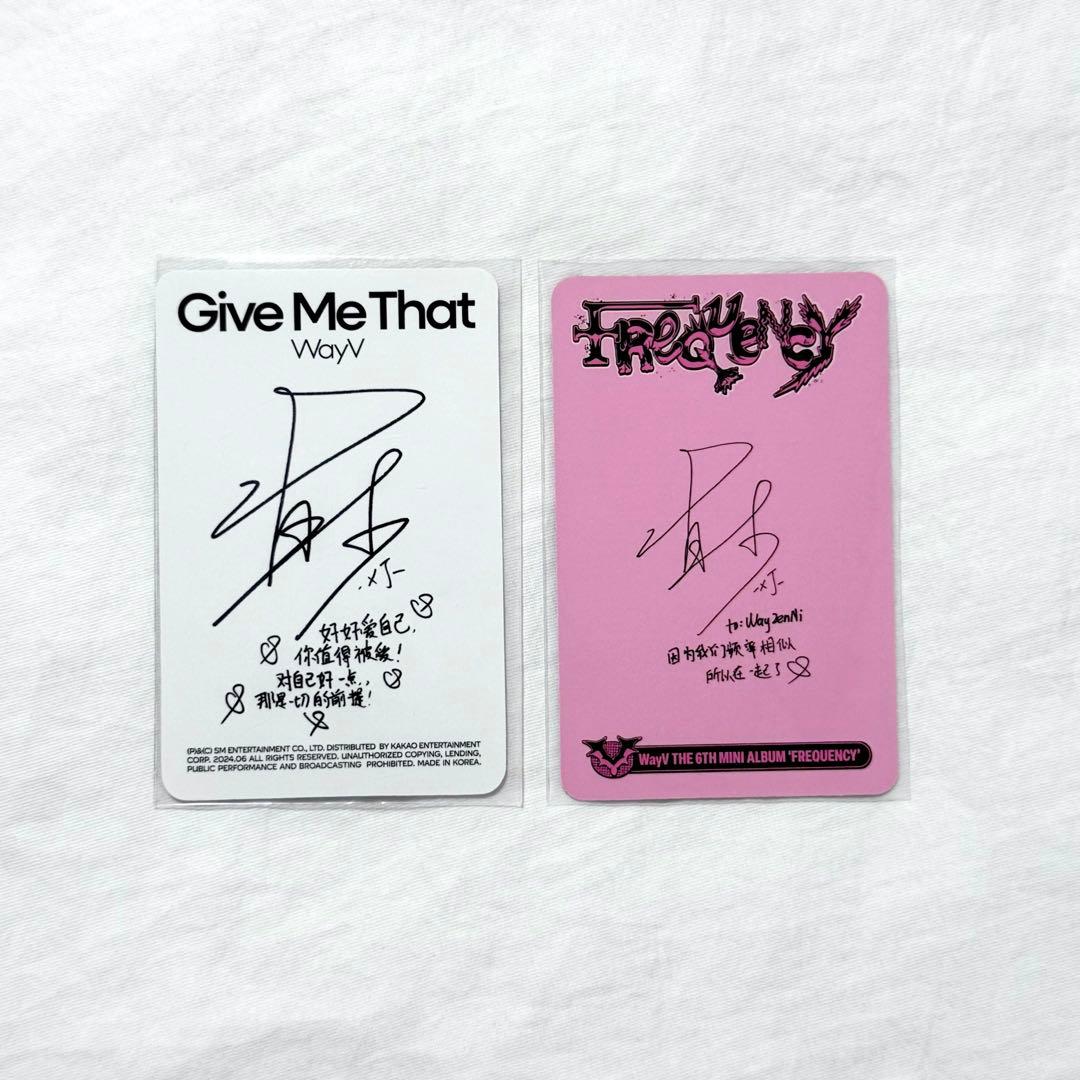 Give Me That
WayV
-XJ-
好好爱自己,
你值得被爱!
对自己好一点,,
那是一切的前提!
(P)&(C) SM ENTERTAINMENT CO., LTD. DISTRIBUTED BY KAKAO ENTERTAINMENT
CORP. 2024.06 ALL RIGHTS RESERVED. UNAUTHORIZED COPYING, LENDING,
PUBLIC PERFORMANCE AND BROADCASTING PROHIBITED. MADE IN KOREA.
FREQUENCY
-XJ-
to: WayZenNi
因为我们频率相似
所以在一起了
WayV THE 6TH MINI ALBUM 'FREQUENCY'